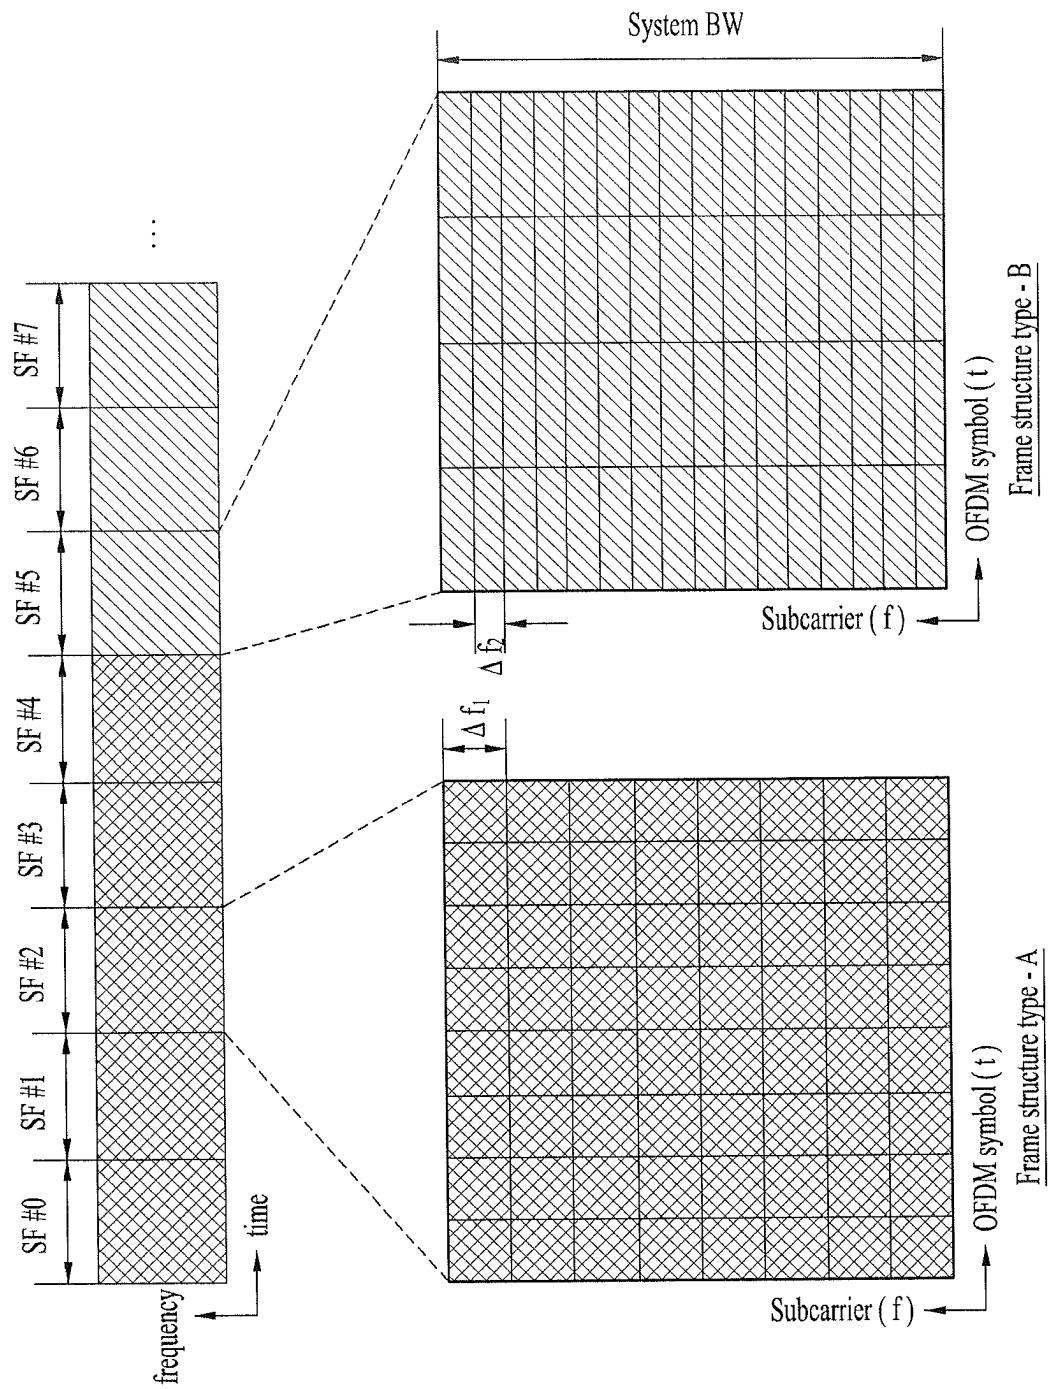 SF #0
SF #1
SF #2
SF #3
SF #4
SF #5
SF #6
SF #7
...
frequency
time
Δ f₁
Δ f₂
System BW
Subcarrier ( f )
OFDM symbol ( t )
Frame structure type - A
Subcarrier ( f )
OFDM symbol ( t )
Frame structure type - B